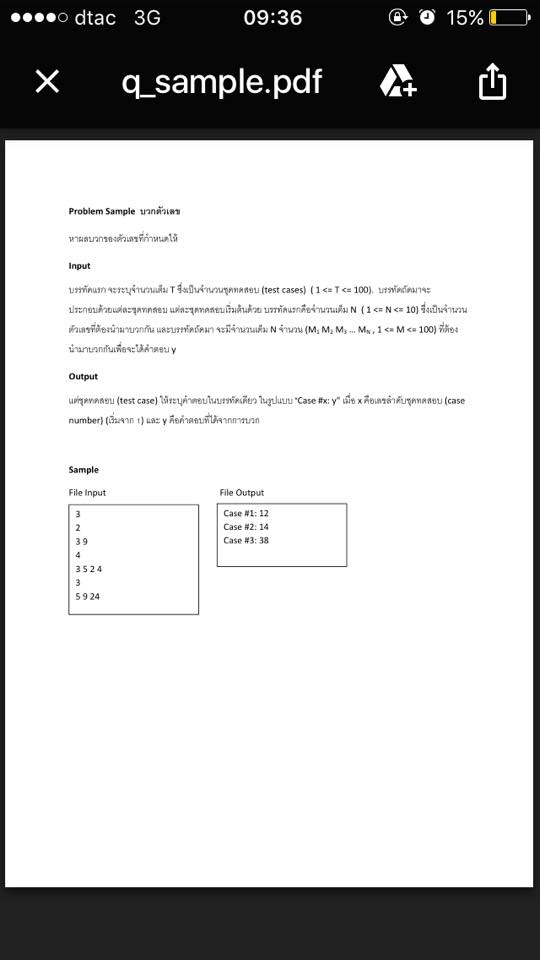 dtac 3G 09:36 15%
q_sample.pdf
Problem Sample บวกตัวเลข
หาผลบวกของตัวเลขที่กำหนดให้
Input
บรรทัดแรก จะระบุจำนวนเต็ม T ซึ่งเป็นจำนวนชุดทดสอบ (test cases) ( 1 <= T <= 100). บรรทัดถัดมาจะ
ประกอบด้วยแต่ละชุดทดสอบ แต่ละชุดทดสอบเริ่มต้นด้วย บรรทัดแรกคือจำนวนเต็ม N ( 1 <= N <= 10) ซึ่งเป็นจำนวน
ตัวเลขที่ต้องนำมาบวกกัน และบรรทัดถัดมา จะมีจำนวนเต็ม N จำนวน (M₁ M₂ M₃ ... Mɴ , 1 <= M <= 100) ที่ต้อง
นำมาบวกกันเพื่อจะได้คำตอบ y
Output
แต่ชุดทดสอบ (test case) ให้ระบุคำตอบในบรรทัดเดียว ในรูปแบบ "Case #x: y" เมื่อ x คือเลขลำดับชุดทดสอบ (case
number) (เริ่มจาก 1) และ y คือคำตอบที่ได้จากการบวก
Sample
File Input
3
2
3 9
4
3 5 2 4
3
5 9 24
File Output
Case #1: 12
Case #2: 14
Case #3: 38